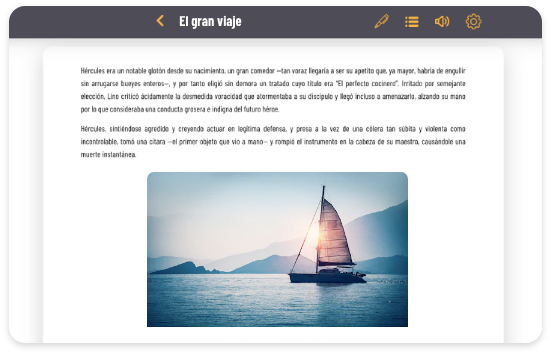 El gran viaje
Hércules era un notable glotón desde su nacimiento, un gran comedor —tan voraz llegaría a ser su apetito que, ya mayor, habría de engullir
sin arrugarse bueyes enteros—, y por tanto eligió sin demora un tratado cuyo título era "El perfecto cocinero". Irritado por semejante
elección, Lino criticó ácidamente la desmedida voracidad que atormentaba a su discípulo y llegó incluso a amenazarlo, alzando su mano
por lo que consideraba una conducta grosera e indigna del futuro héroe.
Hércules, sintiéndose agredido y creyendo actuar en legítima defensa, y presa a la vez de una cólera tan súbita y violenta como
incontrolable, tomó una cítara —el primer objeto que vio a mano— y rompió el instrumento en la cabeza de su maestro, causándole una
muerte instantánea.